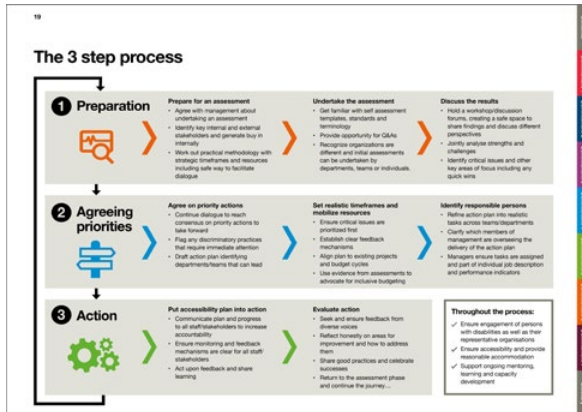 19
The 3 step process
1 Preparation
Prepare for an assessment
• Agree with management about
undertaking an assessment
• Identify key internal and external
stakeholders and generate buy in
internally
• Work out practical methodology with
strategic timeframes and resources
including safe way to facilitate
dialogue
Undertake the assessment
• Get familiar with self assessment
templates, standards and
terminology
• Provide opportunity for Q&As
• Recognize organizations are
different and initial assessments
can be undertaken by
departments, teams or individuals.
Discuss the results
• Hold a workshop/discussion
forum, creating a safe space to
share findings and discuss different
perspectives
• Jointly analyse strengths and
challenges
• Identify critical issues and other
key areas of focus including any
quick wins
2 Agreeing
priorities
Agree on priority actions
• Continue dialogue to reach
consensus on priority actions to
take forward
• Flag any discriminatory practices
that require immediate attention
• Draft action plan identifying
departments/teams that can lead
Set realistic timeframes and
mobilize resources
• Ensure critical issues are
prioritized first
• Establish clear feedback
mechanisms
• Align plan to existing projects
and budget cycles
• Use evidence from assessments to
advocate for inclusive budgeting
Identify responsible persons
• Refine action plan into realistic
tasks across teams/departments
• Clarify which members of
management are overseeing the
delivery of the action plan
• Managers ensure tasks are assigned
and part of individual job description
and performance indicators
3 Action
Put accessibility plan into action
• Communicate plan and progress
to all staff/stakeholders to increase
accountability
• Ensure monitoring and feedback
mechanisms are clear for all staff/
stakeholders
• Act upon feedback and share
learning
Evaluate action
• Seek and ensure feedback from
diverse voices
• Reflect honestly on areas for
improvement and how to address
them
• Share good practices and celebrate
successes
• Return to the assessment phase
and continue the journey...
Throughout the process:
✓ Ensure engagement of persons
with disabilities as well as their
representative organisations
✓ Ensure accessibility and provide
reasonable accommodation
✓ Support ongoing mentoring,
learning and capacity
development